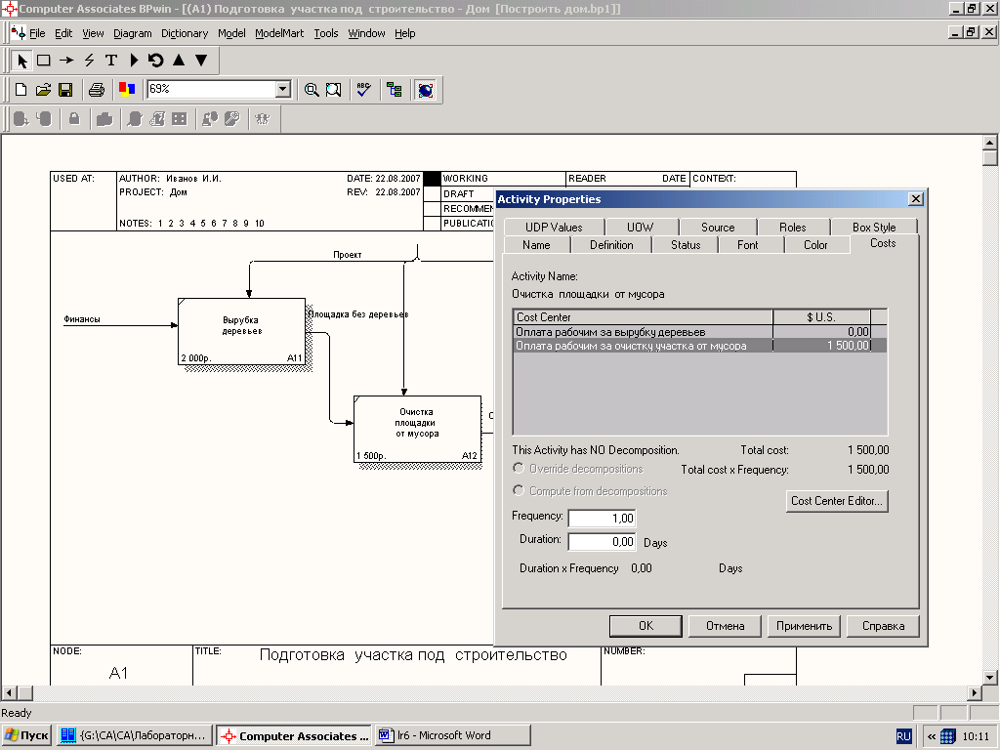 Computer Associates BPwin - [(A1) Подготовка участка под строительство - Дом [Построить дом.bp1]]
File Edit View Diagram Dictionary Model ModelMart Tools Window Help
69%
USED AT:
AUTHOR: Иванов И.И.
DATE: 22.08.2007
WORKING
READER
DATE
CONTEXT:
PROJECT: Дом
REV: 22.08.2007
DRAFT
RECOMMEN
NOTES: 1 2 3 4 5 6 7 8 9 10
PUBLICATIO
Проект
Финансы
Вырубка
деревьев
2 000р.
A11
Площадка без деревьев
Очистка
площадки
от мусора
1 500р.
A12
NODE:
A1
TITLE:
Подготовка участка под строительство
NUMBER:
Activity Properties
UDP Values UOW Source Roles Box Style
Name Definition Status Font Color Costs
Activity Name:
Очистка площадки от мусора
Cost Center $ U.S.
Оплата рабочим за вырубку деревьев 0,00
Оплата рабочим за очистку участка от мусора 1 500,00
This Activity has NO Decomposition. Total cost: 1 500,00
Override decompositions Total cost x Frequency: 1 500,00
Compute from decompositions
Cost Center Editor...
Frequency: 1,00
Duration: 0,00 Days
Duration x Frequency 0,00 Days
OK Отмена Применить Справка
Ready
Пуск {G:\CA\CA\Лабораторн... Computer Associates ... lr6 - Microsoft Word RU « 10:11